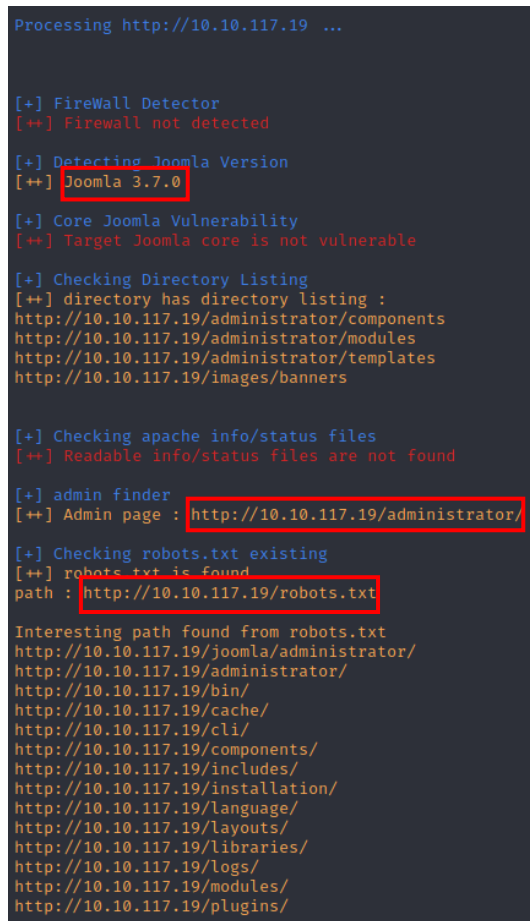 Processing http://10.10.117.19 ...
[+] FireWall Detector
[++] Firewall not detected
[+] Detecting Joomla Version
[++] Joomla 3.7.0
[+] Core Joomla Vulnerability
[++] Target Joomla core is not vulnerable
[+] Checking Directory Listing
[++] directory has directory listing :
http://10.10.117.19/administrator/components
http://10.10.117.19/administrator/modules
http://10.10.117.19/administrator/templates
http://10.10.117.19/images/banners
[+] Checking apache info/status files
[++] Readable info/status files are not found
[+] admin finder
[++] Admin page : http://10.10.117.19/administrator/
[+] Checking robots.txt existing
[++] robots.txt is found
path : http://10.10.117.19/robots.txt
Interesting path found from robots.txt
http://10.10.117.19/joomla/administrator/
http://10.10.117.19/administrator/
http://10.10.117.19/bin/
http://10.10.117.19/cache/
http://10.10.117.19/cli/
http://10.10.117.19/components/
http://10.10.117.19/includes/
http://10.10.117.19/installation/
http://10.10.117.19/language/
http://10.10.117.19/layouts/
http://10.10.117.19/libraries/
http://10.10.117.19/logs/
http://10.10.117.19/modules/
http://10.10.117.19/plugins/